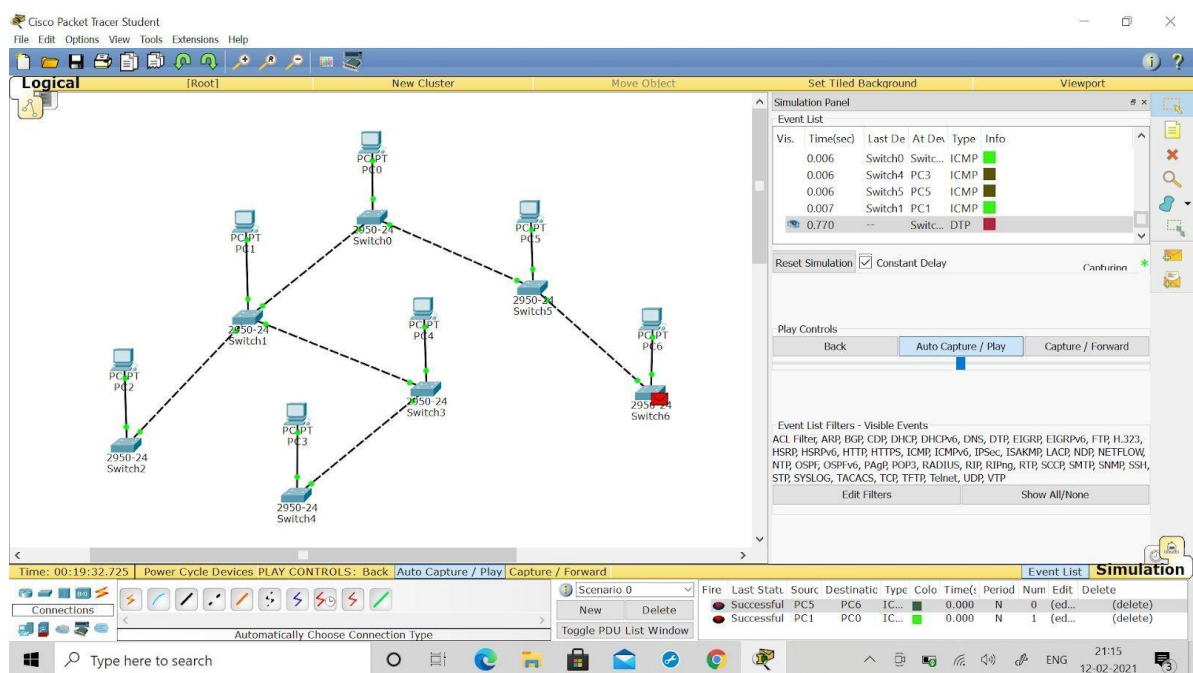 Cisco Packet Tracer Student
File Edit Options View Tools Extensions Help
Logical [Root] New Cluster Move Object Set Tiled Background Viewport
PC-PT
PC0
2950-24
Switch0
PC-PT
PC1
2950-24
Switch1
PC-PT
PC5
2950-24
Switch5
PC-PT
PC4
2950-24
Switch3
PC-PT
PC6
2950-24
Switch6
PC-PT
PC2
2950-24
Switch2
PC-PT
PC3
2950-24
Switch4
Simulation Panel
Event List
Vis. Time(sec) Last De At Dev Type Info
0.006 Switch0 Switc... ICMP
0.006 Switch4 PC3 ICMP
0.006 Switch5 PC5 ICMP
0.007 Switch1 PC1 ICMP
0.770 -- Switc... DTP
Reset Simulation Constant Delay Capturing
Play Controls
Back Auto Capture / Play Capture / Forward
Event List Filters - Visible Events
ACL Filter, ARP, BGP, CDP, DHCP, DHCPv6, DNS, DTP, EIGRP, EIGRPv6, FTP, H.323,
HSRP, HSRPv6, HTTP, HTTPS, ICMP, ICMPv6, IPSec, ISAKMP, LACP, NDP, NETFLOW,
NTP, OSPF, OSPFv6, PAgP, POP3, RADIUS, RIP, RIPng, RTP, SCCP, SMTP, SNMP, SSH,
STP, SYSLOG, TACACS, TCP, TFTP, Telnet, UDP, VTP
Edit Filters Show All/None
Time: 00:19:32.725 Power Cycle Devices PLAY CONTROLS: Back Auto Capture / Play Capture / Forward Event List Simulation
Connections
Automatically Choose Connection Type
Scenario 0
New Delete
Toggle PDU List Window
Fire Last Statu Sourc Destinatic Type Colo Time(s Period Num Edit Delete
Successful PC5 PC6 IC... 0.000 N 0 (ed... (delete)
Successful PC1 PC0 IC... 0.000 N 1 (ed... (delete)
Type here to search
ENG
21:15
12-02-2021
3